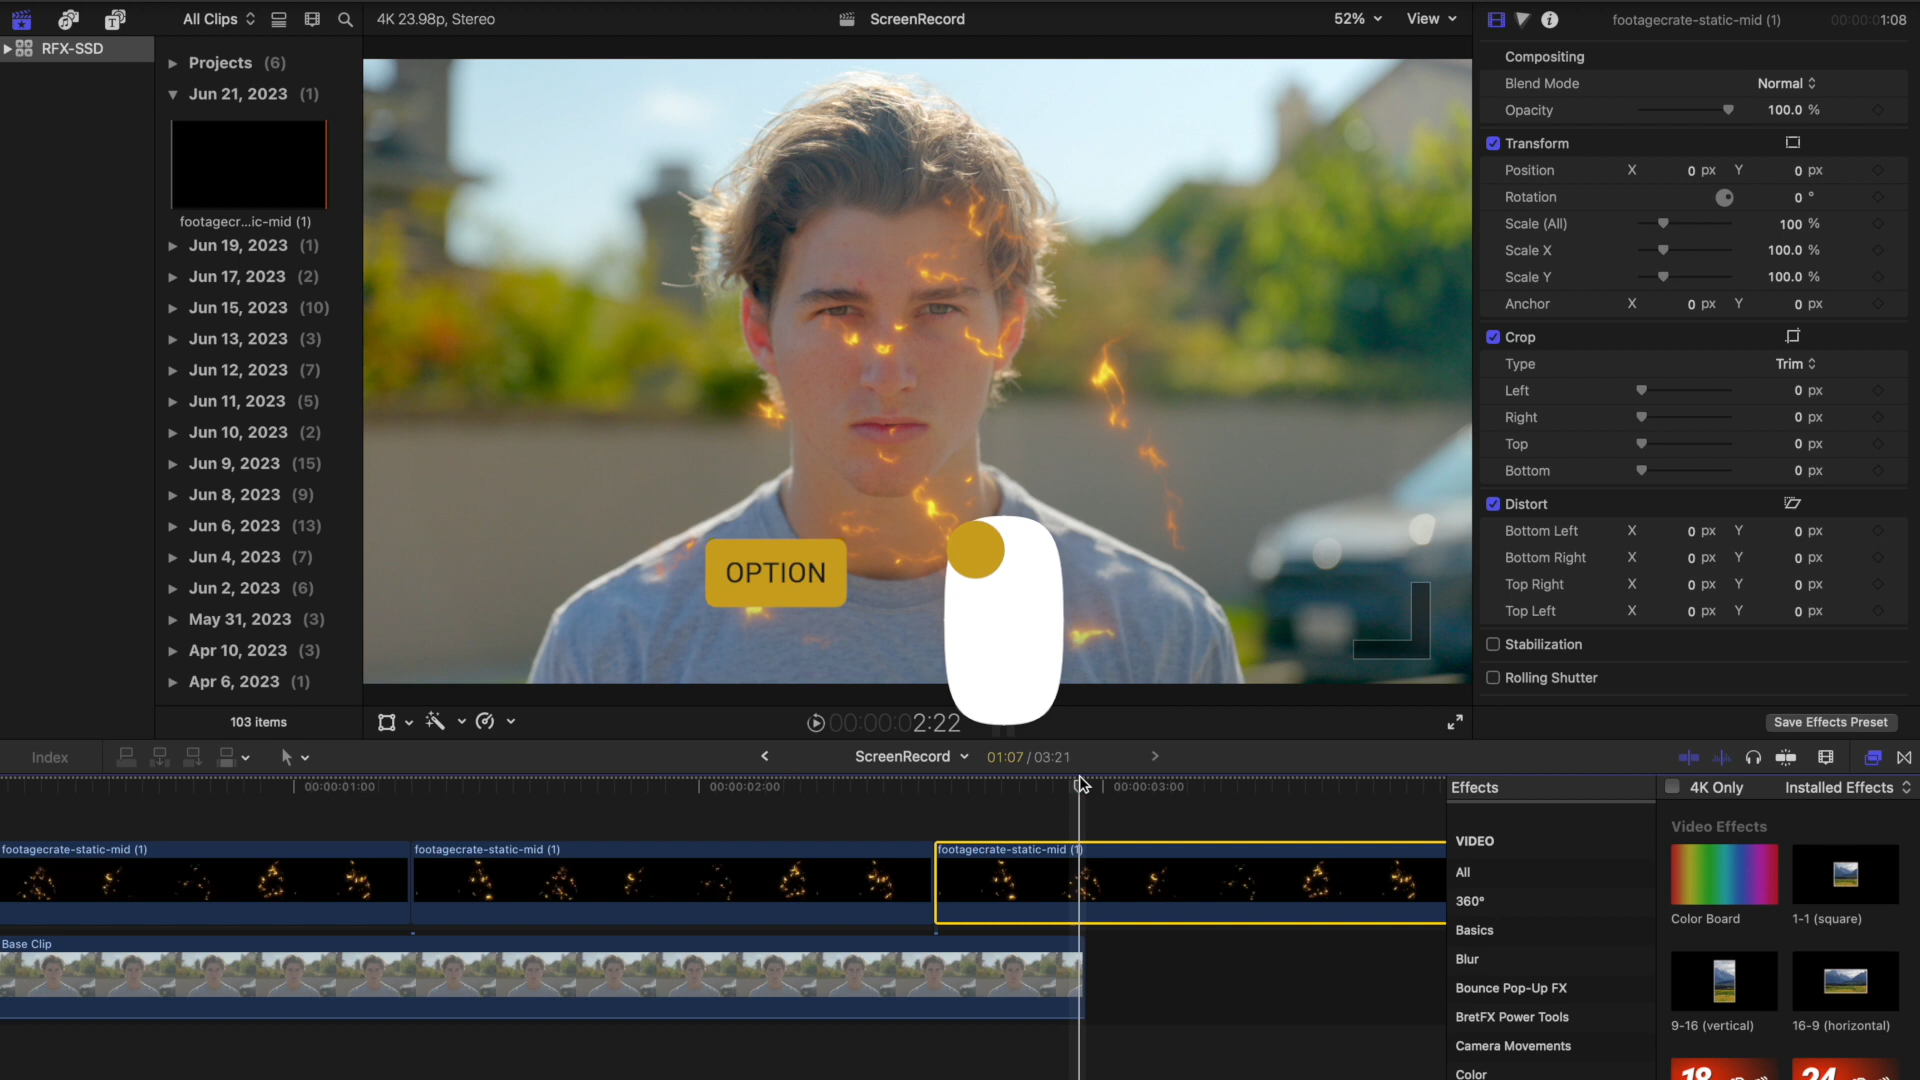 All Clips
4K 23.98p, Stereo
ScreenRecord
52%
View
footagecrate-static-mid (1)
00:00:01:08
RFX-SSD
Projects (6)
Jun 21, 2023 (1)
footagecr...ic-mid (1)
Jun 19, 2023 (1)
Jun 17, 2023 (2)
Jun 15, 2023 (10)
Jun 13, 2023 (3)
Jun 12, 2023 (7)
Jun 11, 2023 (5)
Jun 10, 2023 (2)
Jun 9, 2023 (15)
Jun 8, 2023 (9)
Jun 6, 2023 (13)
Jun 4, 2023 (7)
Jun 2, 2023 (6)
May 31, 2023 (3)
Apr 10, 2023 (3)
Apr 6, 2023 (1)
103 items
OPTION
00:00:02:22
Compositing
Blend Mode Normal
Opacity 100.0 %
Transform
Position X 0 px Y 0 px
Rotation 0 °
Scale (All) 100 %
Scale X 100.0 %
Scale Y 100.0 %
Anchor X 0 px Y 0 px
Crop
Type Trim
Left 0 px
Right 0 px
Top 0 px
Bottom 0 px
Distort
Bottom Left X 0 px Y 0 px
Bottom Right X 0 px Y 0 px
Top Right X 0 px Y 0 px
Top Left X 0 px Y 0 px
Stabilization
Rolling Shutter
Save Effects Preset
Index
ScreenRecord
01:07 / 03:21
00:00:01:00
00:00:02:00
00:00:03:00
footagecrate-static-mid (1)
footagecrate-static-mid (1)
footagecrate-static-mid (1)
Base Clip
Effects
4K Only
Installed Effects
VIDEO
All
360°
Basics
Blur
Bounce Pop-Up FX
BretFX Power Tools
Camera Movements
Color
Video Effects
Color Board
1-1 (square)
9-16 (vertical)
16-9 (horizontal)
18
24